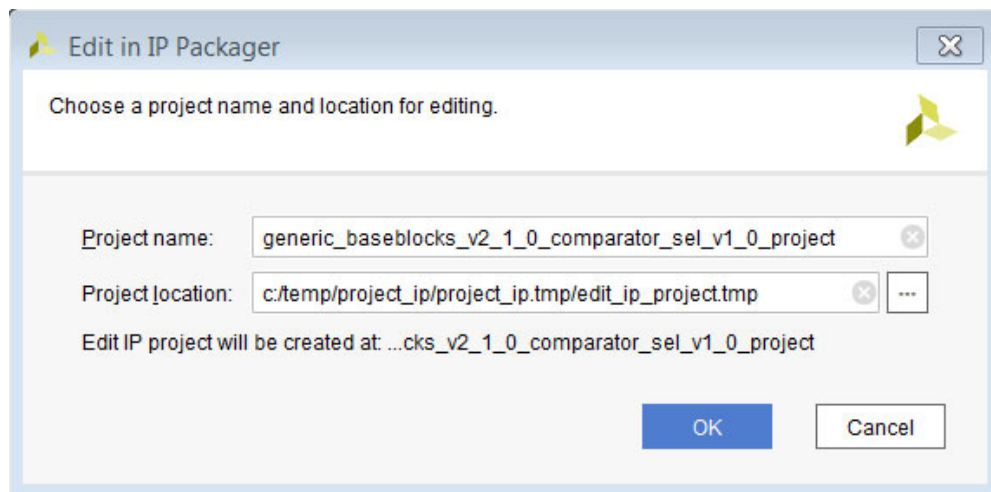 Edit in IP Packager
Choose a project name and location for editing.
Project name: generic_baseblocks_v2_1_0_comparator_sel_v1_0_project
Project location: c:/temp/project_ip/project_ip.tmp/edit_ip_project.tmp ...
Edit IP project will be created at: ...cks_v2_1_0_comparator_sel_v1_0_project
OK Cancel